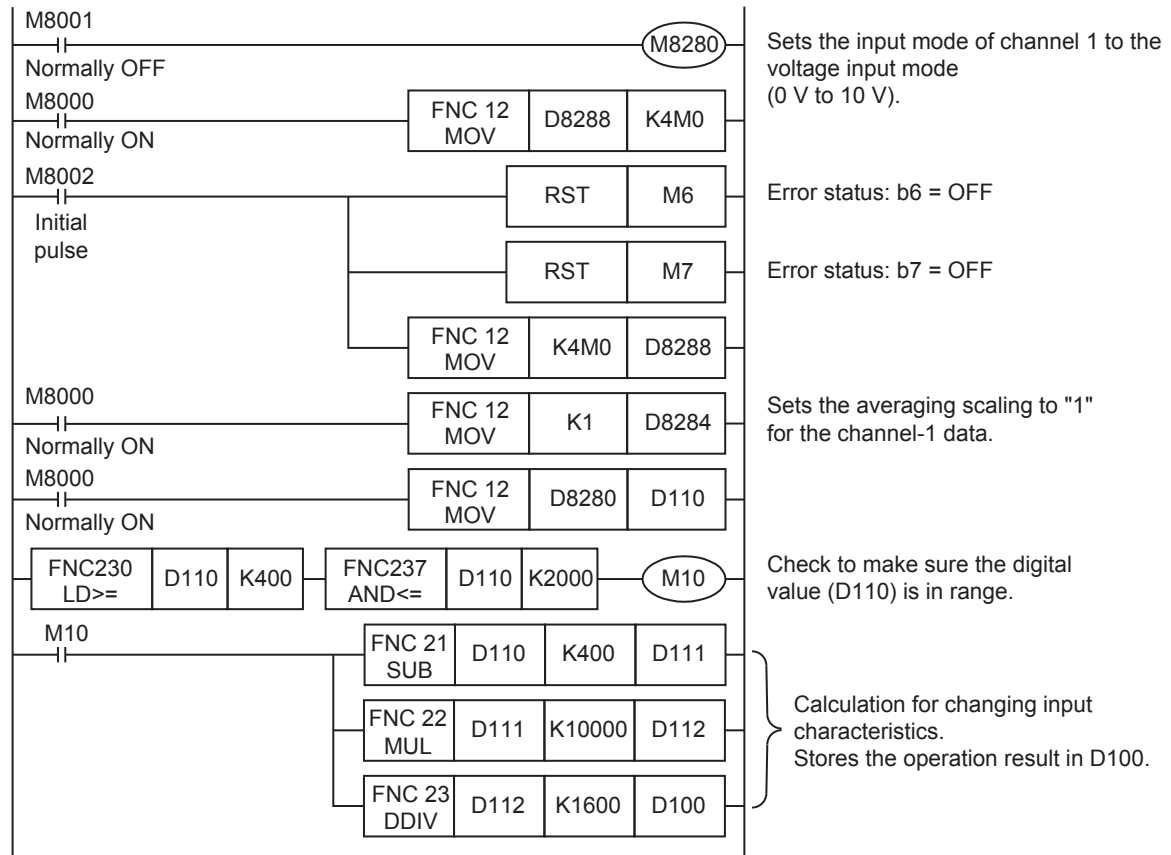 M8001
M8280
Normally OFF
Sets the input mode of channel 1 to the
voltage input mode
(0 V to 10 V).
M8000
Normally ON
FNC 12
MOV
D8288
K4M0
M8002
Initial
pulse
RST
M6
Error status: b6 = OFF
RST
M7
Error status: b7 = OFF
FNC 12
MOV
K4M0
D8288
M8000
Normally ON
FNC 12
MOV
K1
D8284
Sets the averaging scaling to "1"
for the channel-1 data.
M8000
Normally ON
FNC 12
MOV
D8280
D110
FNC230
LD>=
D110
K400
FNC237
AND<=
D110
K2000
M10
Check to make sure the digital
value (D110) is in range.
M10
FNC 21
SUB
D110
K400
D111
FNC 22
MUL
D111
K10000
D112
FNC 23
DDIV
D112
K1600
D100
Calculation for changing input
characteristics.
Stores the operation result in D100.